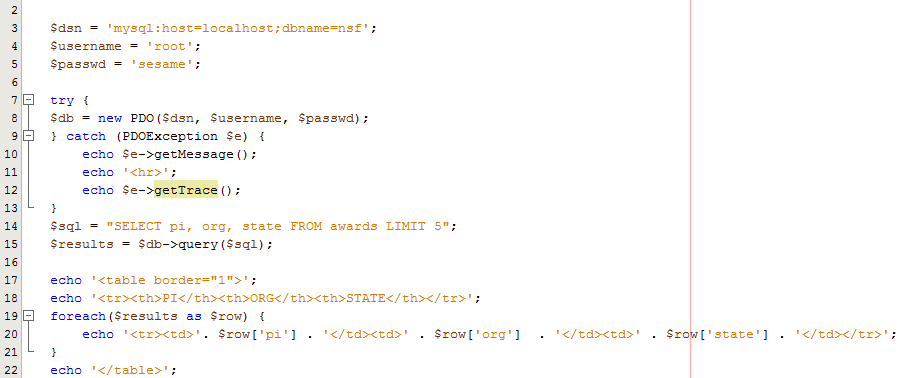 2
3 $dsn = 'mysql:host=localhost;dbname=nsf';
4 $username = 'root';
5 $passwd = 'sesame';
6
7 try {
8 $db = new PDO($dsn, $username, $passwd);
9 } catch (PDOException $e) {
10     echo $e->getMessage();
11     echo '<hr>';
12     echo $e->getTrace();
13 }
14 $sql = "SELECT pi, org, state FROM awards LIMIT 5";
15 $results = $db->query($sql);
16
17 echo '<table border="1">';
18 echo '<tr><th>PI</th><th>ORG</th><th>STATE</th></tr>';
19 foreach($results as $row) {
20     echo '<tr><td>'. $row['pi'] . '</td><td>' . $row['org']  . '</td><td>' . $row['state'] . '</td></tr>';
21 }
22 echo '</table>';